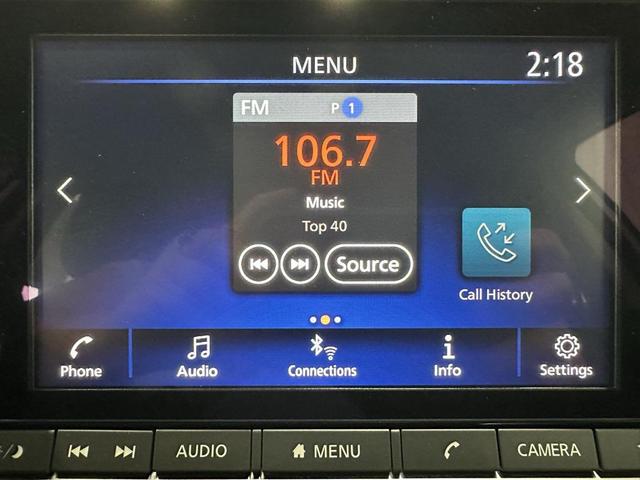 MENU 2:18
FM P 1
106.7
FM
Music
Top 40
Source
Call History
Phone Audio Connections Info Settings
AUDIO MENU CAMERA